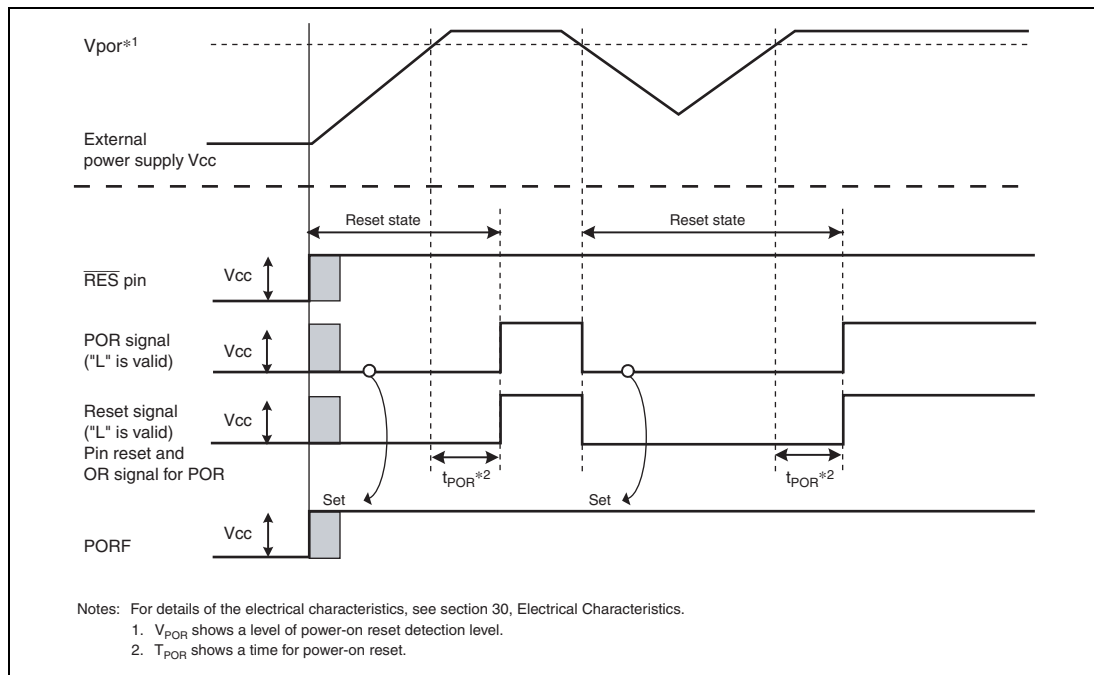 Vpor*1
External
power supply Vcc
Reset state
Reset state
RES pin
Vcc
POR signal
("L" is valid)
Vcc
Reset signal
("L" is valid)
Pin reset and
OR signal for POR
Vcc
tPOR*2
tPOR*2
Set
Set
PORF
Vcc
Notes: For details of the electrical characteristics, see section 30, Electrical Characteristics.
1. VPOR shows a level of power-on reset detection level.
2. TPOR shows a time for power-on reset.